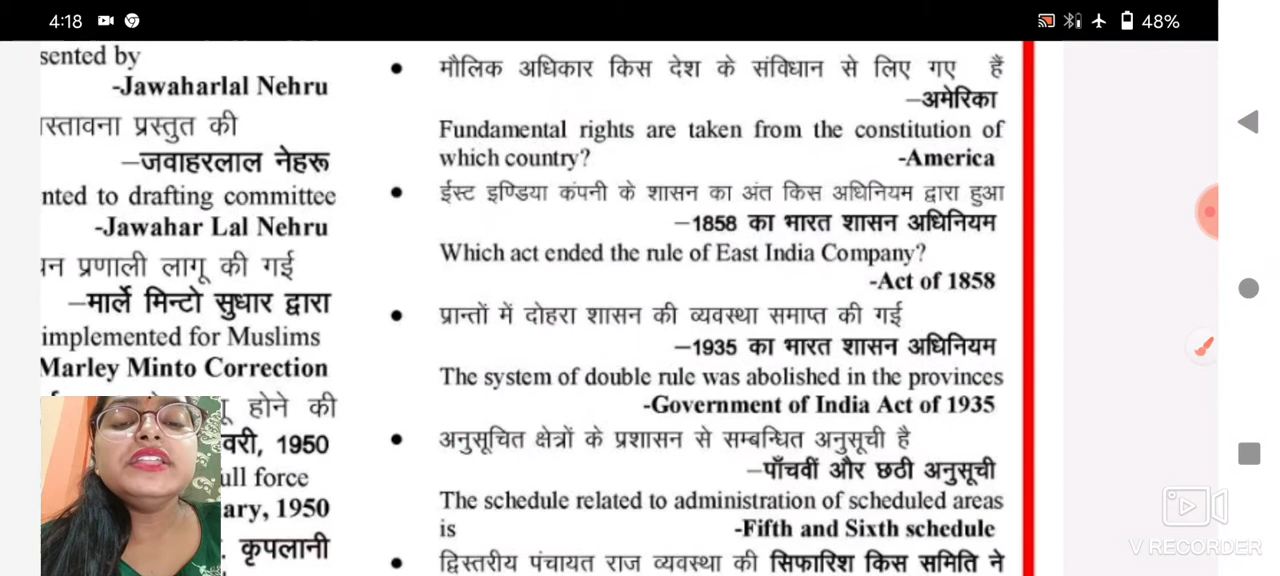 4:18
48%
sented by
-Jawaharlal Nehru
स्तावना प्रस्तुत की
–जवाहरलाल नेहरू
nted to drafting committee
-Jawahar Lal Nehru
न प्रणाली लागू की गई
–मार्ले मिन्टो सुधार द्वारा
implemented for Muslims
Marley Minto Correction
होने की
वरी, 1950
ull force
ary, 1950
कृपलानी
• मौलिक अधिकार किस देश के संविधान से लिए गए हैं
–अमेरिका
Fundamental rights are taken from the constitution of
which country? -America
• ईस्ट इण्डिया कंपनी के शासन का अंत किस अधिनियम द्वारा हुआ
–1858 का भारत शासन अधिनियम
Which act ended the rule of East India Company?
-Act of 1858
• प्रान्तों में दोहरा शासन की व्यवस्था समाप्त की गई
–1935 का भारत शासन अधिनियम
The system of double rule was abolished in the provinces
-Government of India Act of 1935
• अनुसूचित क्षेत्रों के प्रशासन से सम्बन्धित अनुसूची है
–पाँचवीं और छठी अनुसूची
The schedule related to administration of scheduled areas
is -Fifth and Sixth schedule
• द्विस्तरीय पंचायत राज व्यवस्था की सिफारिश किस समिति ने
V RECORDER